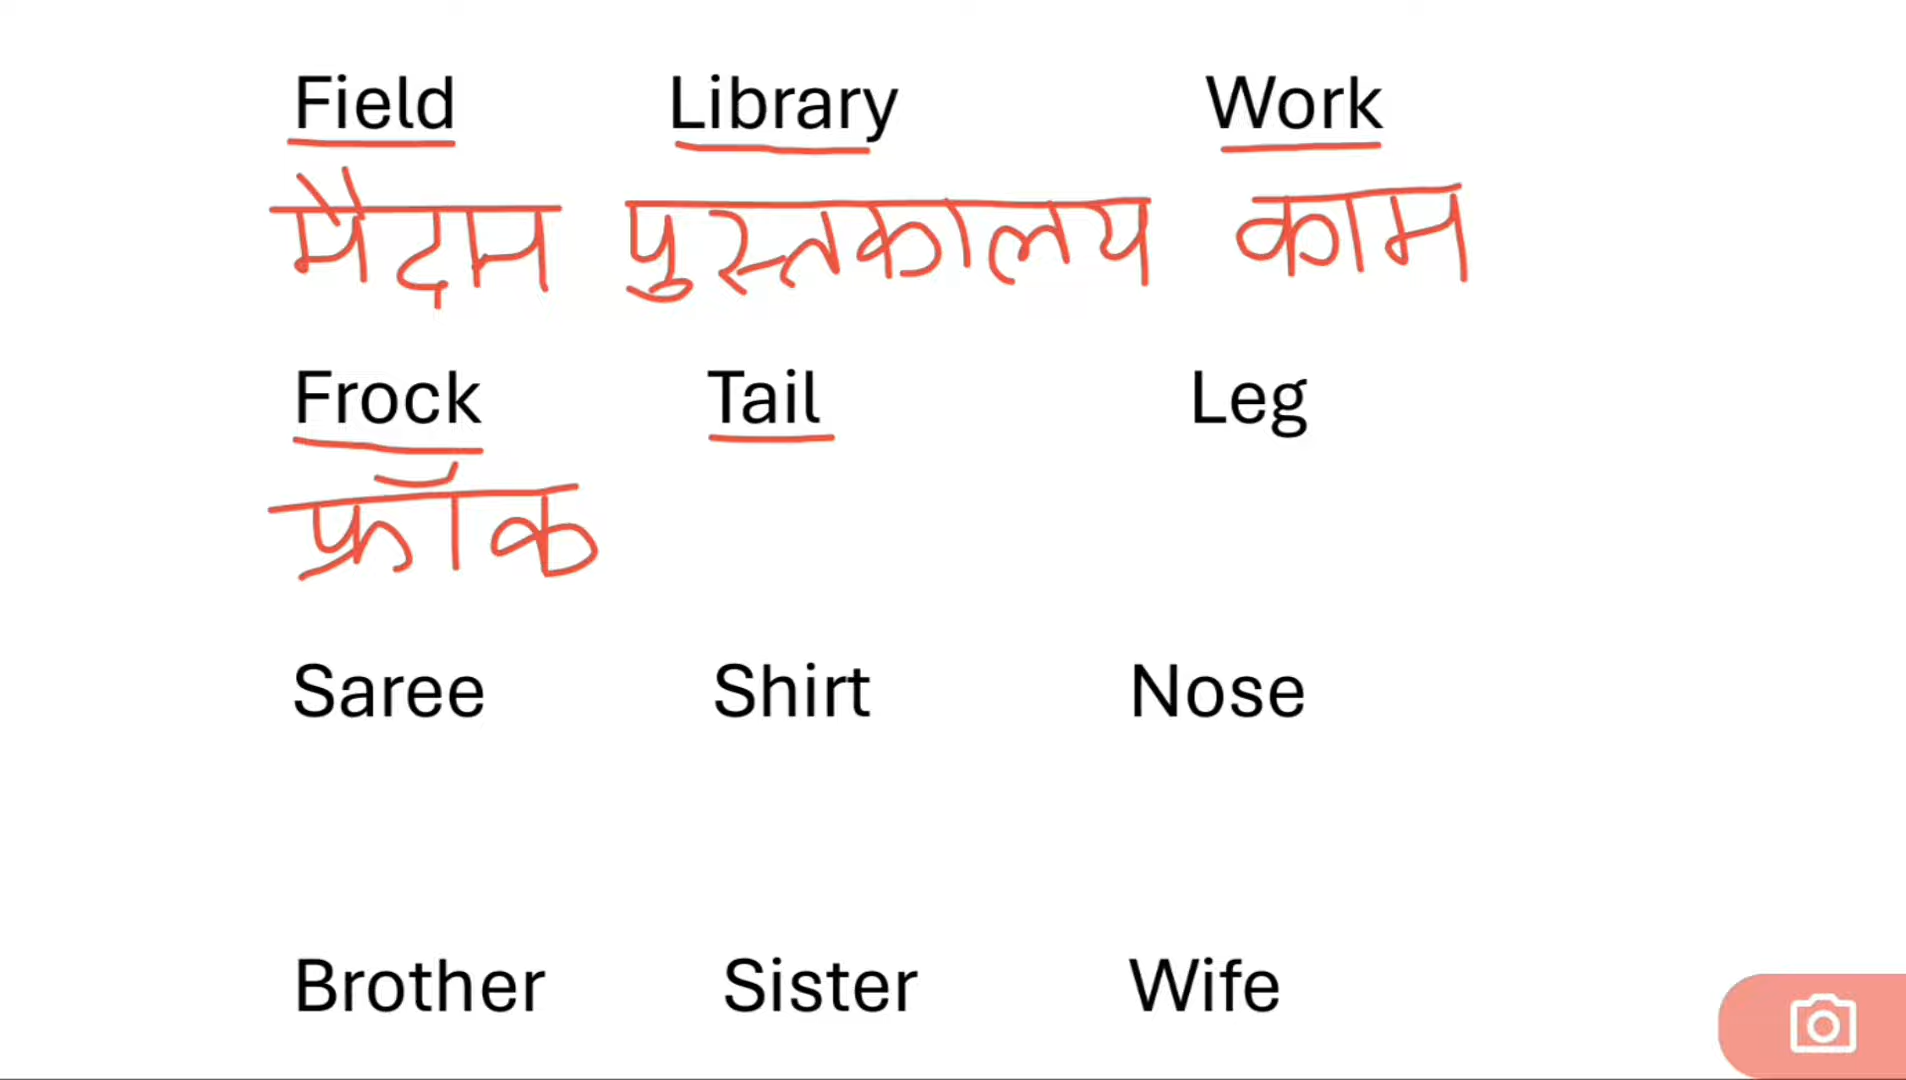 Field Library Work
मैदान पुस्तकालय काम
Frock Tail Leg
फ्रॉक
Saree Shirt Nose
Brother Sister Wife